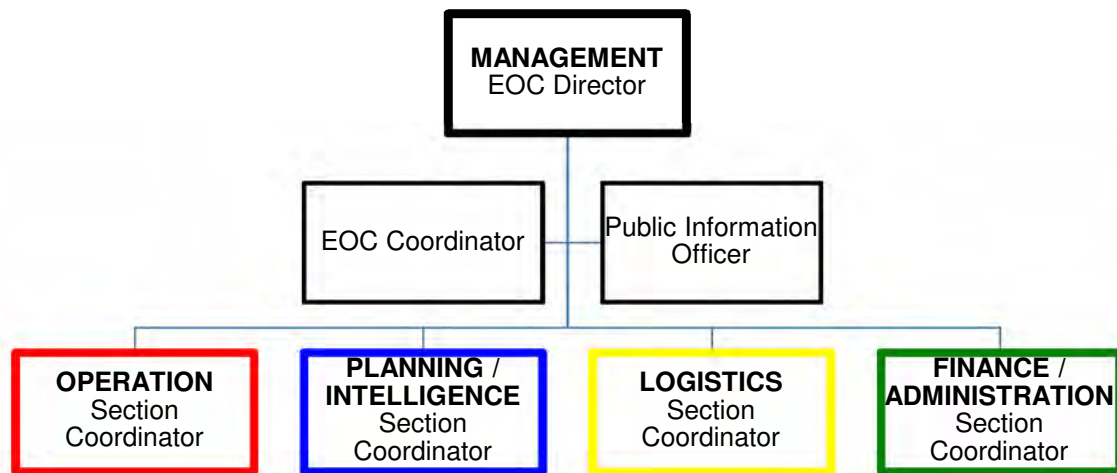 MANAGEMENT
EOC Director
EOC Coordinator
Public Information
Officer
OPERATION
Section
Coordinator
PLANNING /
INTELLIGENCE
Section
Coordinator
LOGISTICS
Section
Coordinator
FINANCE /
ADMINISTRATION
Section
Coordinator